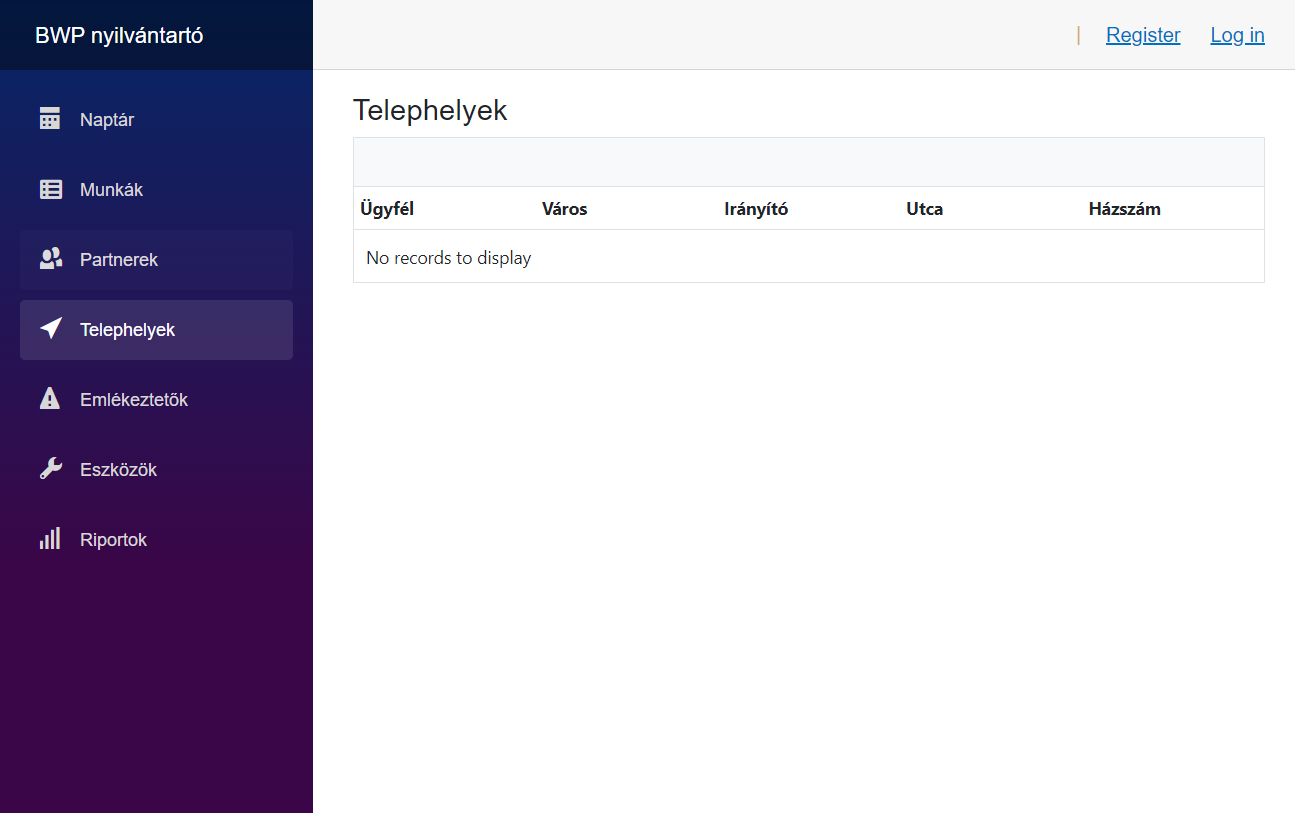 BWP nyilvántartó
| Register Log in
Naptár
Munkák
Partnerek
Telephelyek
Emlékeztetők
Eszközök
Riportok
Telephelyek
Ügyfél Város Irányító Utca Házszám
No records to display